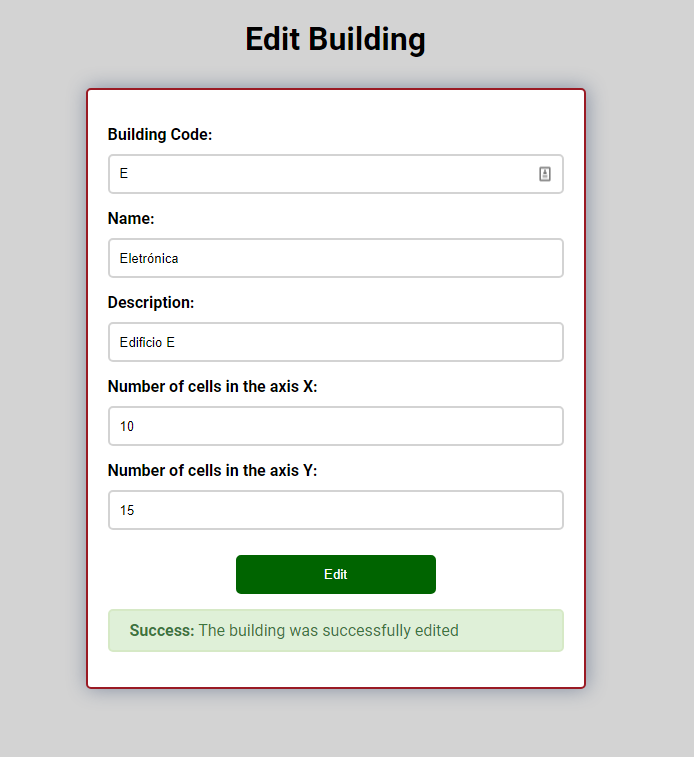 Edit Building
Building Code:
E
Name:
Eletrónica
Description:
Edificio E
Number of cells in the axis X:
10
Number of cells in the axis Y:
15
Edit
Success: The building was successfully edited